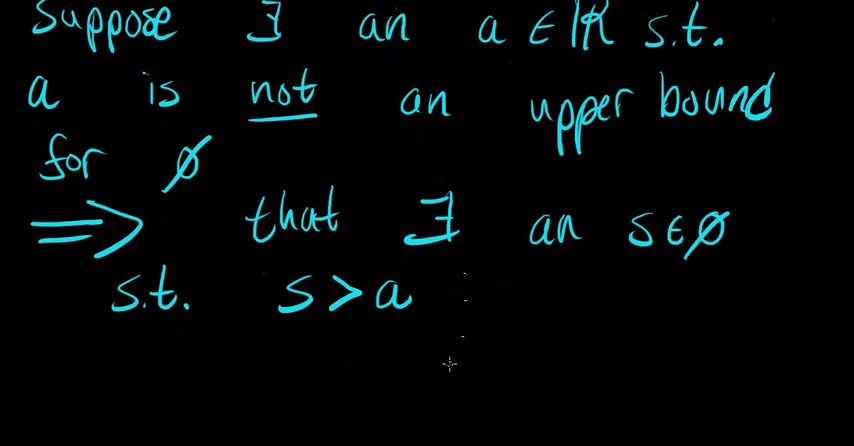 Suppose ∃ an a ∈ ℝ s.t.
a is not an upper bound
for ∅
⟹ that ∃ an s ∈ ∅
s.t. s > a